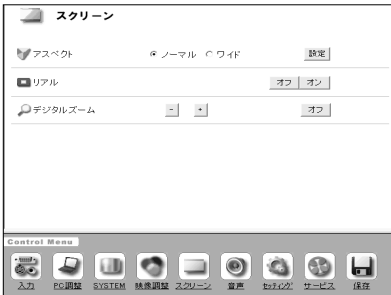 スクリーン
アスペクト ノーマル ワイド 設定
リアル オフ オン
デジタルズーム - + オフ
Control Menu
入力 PC調整 SYSTEM 映像調整 スクリーン 音声 セッティング サービス 保存